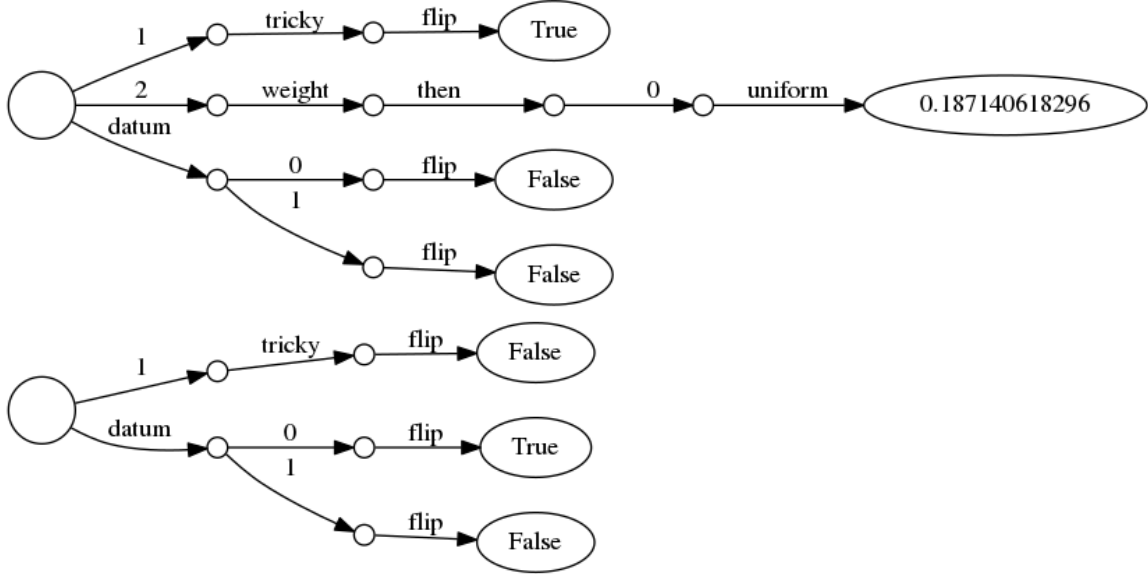 1 tricky flip True
2 weight then 0 uniform 0.187140618296
datum 0 flip False
1 flip False
1 tricky flip False
datum 0 flip True
1 flip False